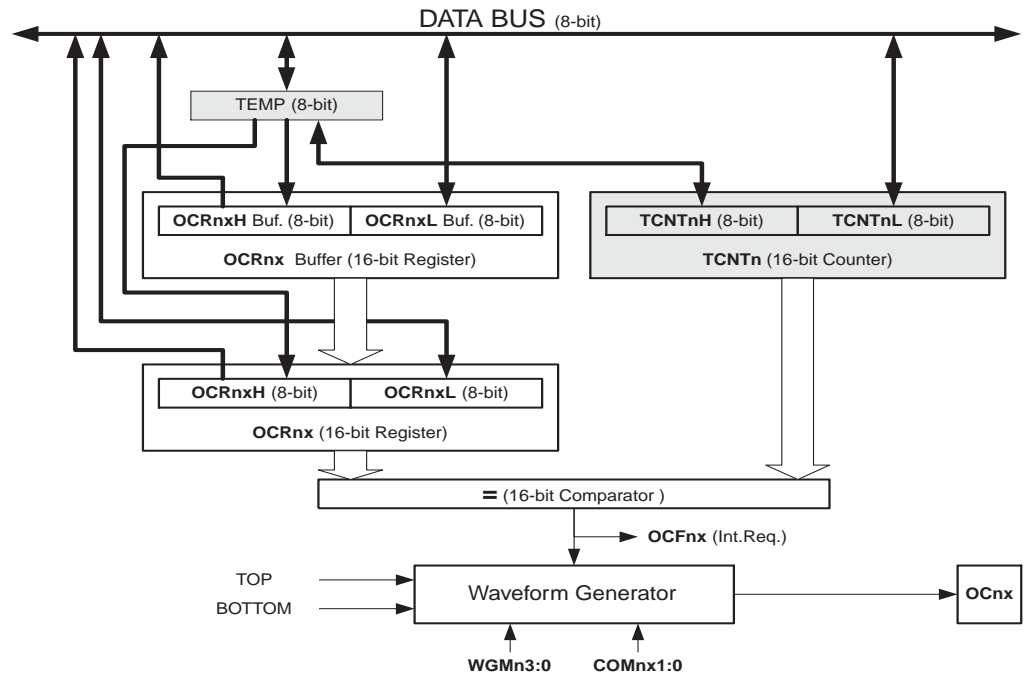 DATA BUS (8-bit)
TEMP (8-bit)
OCRnxH Buf. (8-bit)
OCRnxL Buf. (8-bit)
OCRnx Buffer (16-bit Register)
TCNTnH (8-bit)
TCNTnL (8-bit)
TCNTn (16-bit Counter)
OCRnxH (8-bit)
OCRnxL (8-bit)
OCRnx (16-bit Register)
= (16-bit Comparator )
OCFnx (Int.Req.)
TOP
BOTTOM
Waveform Generator
OCnx
WGMn3:0
COMnx1:0